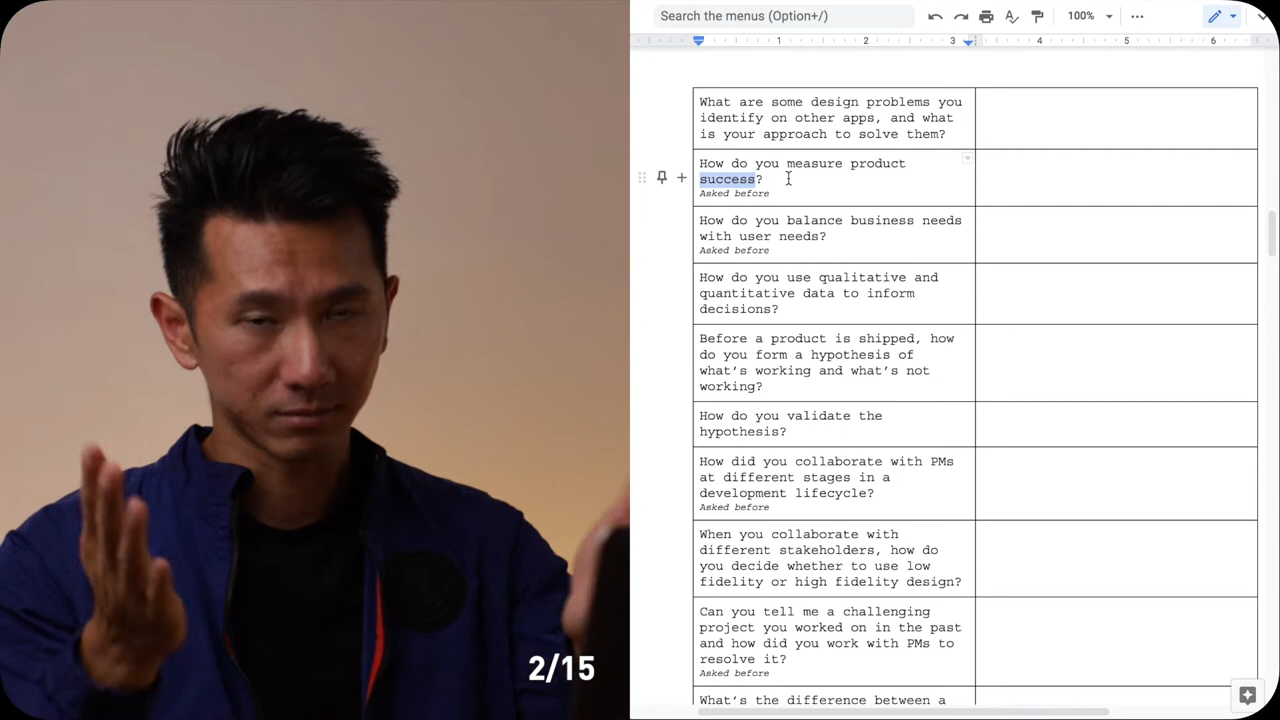 Search the menus (Option+/)
100%
1 2 3 4 5 6
What are some design problems you
identify on other apps, and what
is your approach to solve them?
How do you measure product
success?
Asked before
How do you balance business needs
with user needs?
Asked before
How do you use qualitative and
quantitative data to inform
decisions?
Before a product is shipped, how
do you form a hypothesis of
what's working and what's not
working?
How do you validate the
hypothesis?
How did you collaborate with PMs
at different stages in a
development lifecycle?
Asked before
When you collaborate with
different stakeholders, how do
you decide whether to use low
fidelity or high fidelity design?
Can you tell me a challenging
project you worked on in the past
and how did you work with PMs to
resolve it?
Asked before
What's the difference between a
2/15